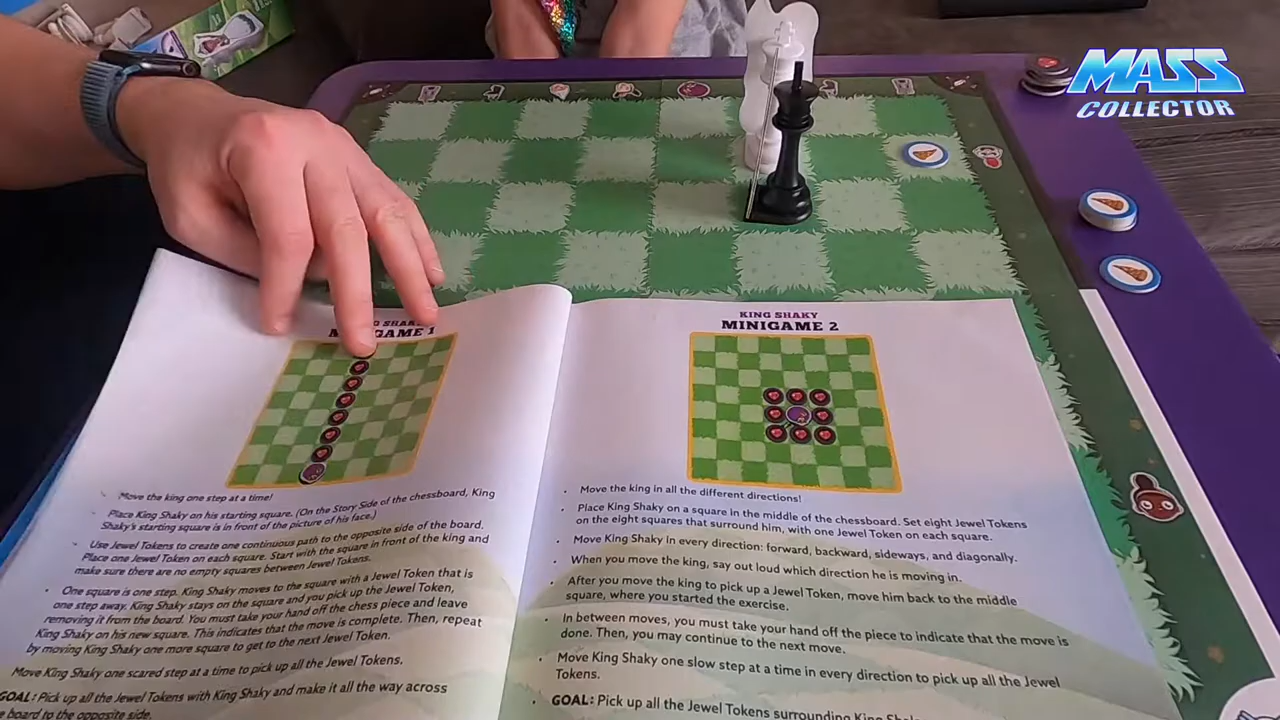 MASS
COLLECTOR
KING SHAKY
MINIGAME 1
Move the king one step at a time!
Place King Shaky on his starting square. (On the Story Side of the chessboard, King
Shaky's starting square is in front of the picture of his face.)
Use Jewel Tokens to create one continuous path to the opposite side of the board.
Place one Jewel Token on each square. Start with the square in front of the king and
make sure there are no empty squares between Jewel Tokens.
One square is one step. King Shaky moves to the square with a Jewel Token that is
one step away. King Shaky stays on the square and you pick up the Jewel Token,
removing it from the board. You must take your hand off the chess piece and leave
King Shaky on his new square. This indicates that the move is complete. Then, repeat
by moving King Shaky one more square to get to the next Jewel Token.
Move King Shaky one scared step at a time to pick up all the Jewel Tokens.
GOAL: Pick up all the Jewel Tokens with King Shaky and make it all the way across
board to the opposite side.
KING SHAKY
MINIGAME 2
Move the king in all the different directions!
Place King Shaky on a square in the middle of the chessboard. Set eight Jewel Tokens
on the eight squares that surround him, with one Jewel Token on each square.
Move King Shaky in every direction: forward, backward, sideways, and diagonally.
When you move the king, say out loud which direction he is moving in.
After you move the king to pick up a Jewel Token, move him back to the middle
square, where you started the exercise.
In between moves, you must take your hand off the piece to indicate that the move is
done. Then, you may continue to the next move.
Move King Shaky one slow step at a time in every direction to pick up all the Jewel
Tokens.
GOAL: Pick up all the Jewel Tokens surrounding King